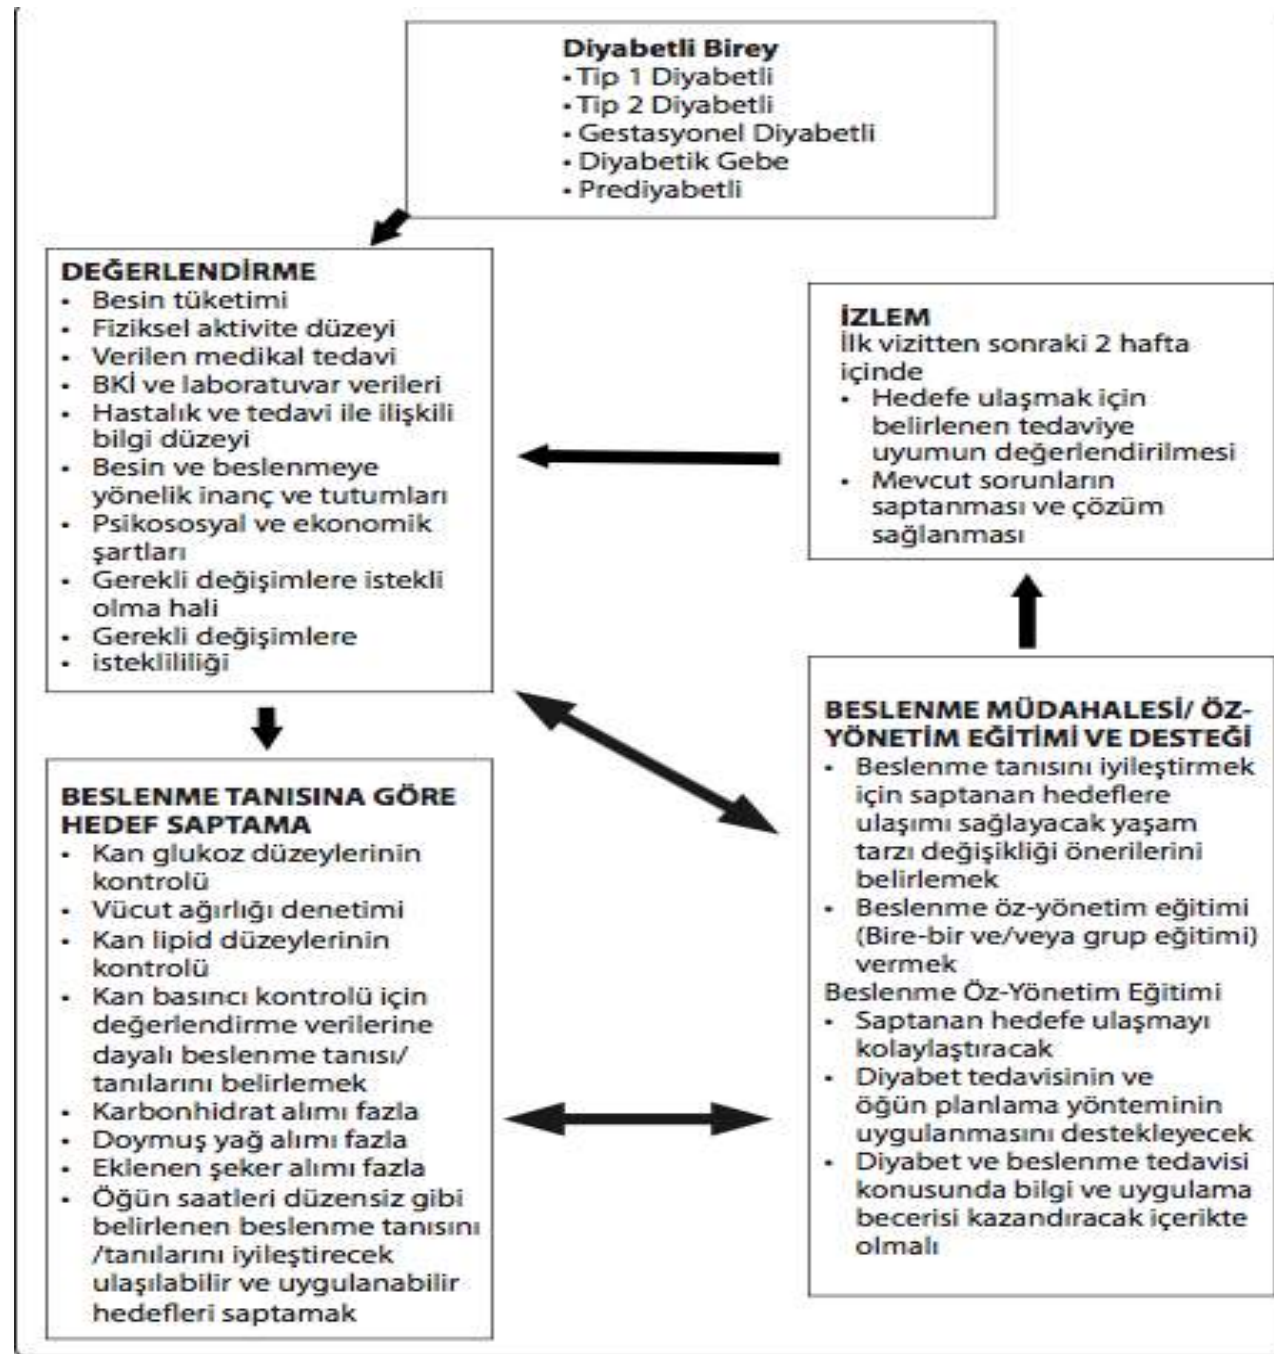 Diyabetli Birey
• Tip 1 Diyabetli
• Tip 2 Diyabetli
• Gestasyonel Diyabetli
• Diyabetik Gebe
• Prediyabetli
DEĞERLENDİRME
• Besin tüketimi
• Fiziksel aktivite düzeyi
• Verilen medikal tedavi
• BKİ ve laboratuvar verileri
• Hastalık ve tedavi ile ilişkili
bilgi düzeyi
• Besin ve beslenmeye
yönelik inanç ve tutumları
• Psikososyal ve ekonomik
şartları
• Gerekli değişimlere istekli
olma hali
• Gerekli değişimlere
• isteklililiği
BESLENME TANISINA GÖRE
HEDEF SAPTAMA
• Kan glukoz düzeylerinin
kontrolü
• Vücut ağırlığı denetimi
• Kan lipid düzeylerinin
kontrolü
• Kan basıncı kontrolü için
değerlendirme verilerine
dayalı beslenme tanısı/
tanılarını belirlemek
• Karbonhidrat alımı fazla
• Doymuş yağ alımı fazla
• Eklenen şeker alımı fazla
• Öğün saatleri düzensiz gibi
belirlenen beslenme tanısını
/tanılarını iyileştirecek
ulaşılabilir ve uygulanabilir
hedefleri saptamak
BESLENME MÜDAHALESİ/ ÖZ-
YÖNETİM EĞİTİMİ VE DESTEĞİ
• Beslenme tanısını iyileştirmek
için saptanan hedeflere
ulaşımı sağlayacak yaşam
tarzı değişikliği önerilerini
belirlemek
• Beslenme öz-yönetim eğitimi
(Bire-bir ve/veya grup eğitimi)
vermek
Beslenme Öz-Yönetim Eğitimi
• Saptanan hedefe ulaşmayı
kolaylaştıracak
• Diyabet tedavisinin ve
öğün planlama yönteminin
uygulanmasını destekleyecek
• Diyabet ve beslenme tedavisi
konusunda bilgi ve uygulama
becerisi kazandıracak içerikte
olmalı
İZLEM
İlk vizitten sonraki 2 hafta
içinde
• Hedefe ulaşmak için
belirlenen tedaviye
uyumun değerlendirilmesi
• Mevcut sorunların
saptanması ve çözüm
sağlanması